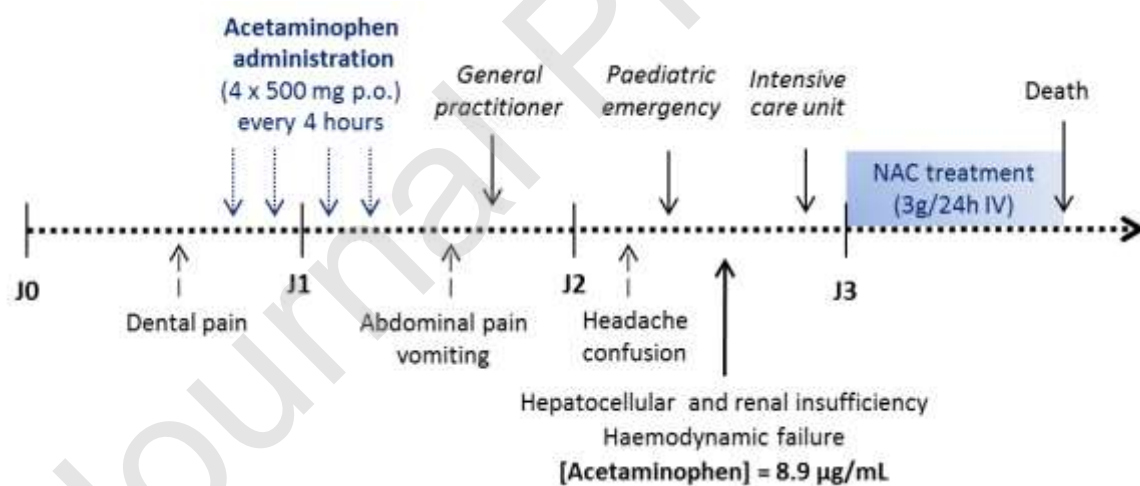 Acetaminophen
administration
(4 x 500 mg p.o.)
every 4 hours
General
practitioner
Paediatric
emergency
Intensive
care unit
Death
NAC treatment
(3g/24h IV)
J0
J1
J2
J3
Dental pain
Abdominal pain
vomiting
Headache
confusion
Hepatocellular and renal insufficiency
Haemodynamic failure
[Acetaminophen] = 8.9 µg/mL
Journal P